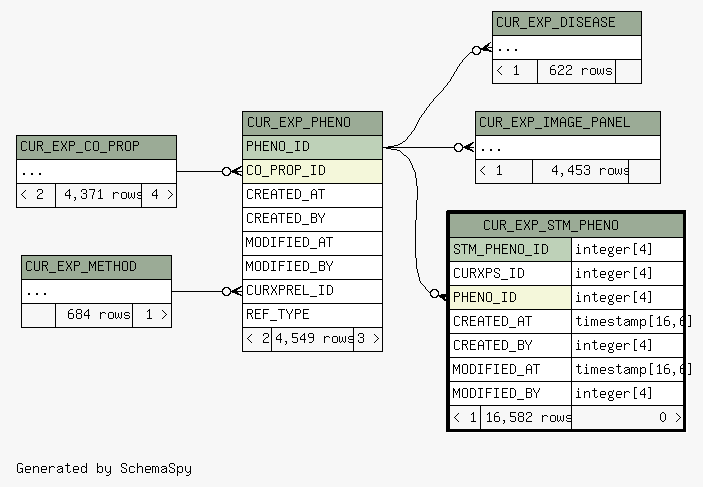 CUR_EXP_DISEASE
...
< 1 622 rows
CUR_EXP_PHENO
PHENO_ID
CO_PROP_ID
CREATED_AT
CREATED_BY
MODIFIED_AT
MODIFIED_BY
CURXPREL_ID
REF_TYPE
< 2 4,549 rows 3 >
CUR_EXP_IMAGE_PANEL
...
< 1 4,453 rows
CUR_EXP_CO_PROP
...
< 2 4,371 rows 4 >
CUR_EXP_METHOD
...
684 rows 1 >
CUR_EXP_STM_PHENO
STM_PHENO_ID integer[4]
CURXPS_ID integer[4]
PHENO_ID integer[4]
CREATED_AT timestamp[16,6]
CREATED_BY integer[4]
MODIFIED_AT timestamp[16,6]
MODIFIED_BY integer[4]
< 1 16,582 rows 0 >
Generated by SchemaSpy